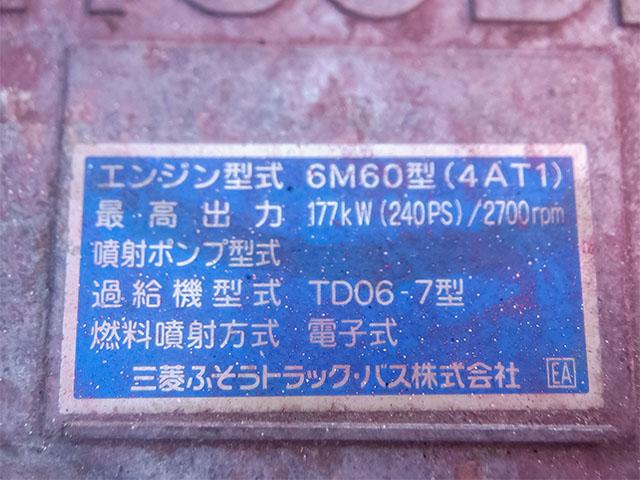 エンジン型式 6M60型(4AT1)
最高出力 177kW(240PS)/2700rpm
噴射ポンプ型式
過給機型式 TD06-7型
燃料噴射方式 電子式
三菱ふそうトラック・バス株式会社 EA